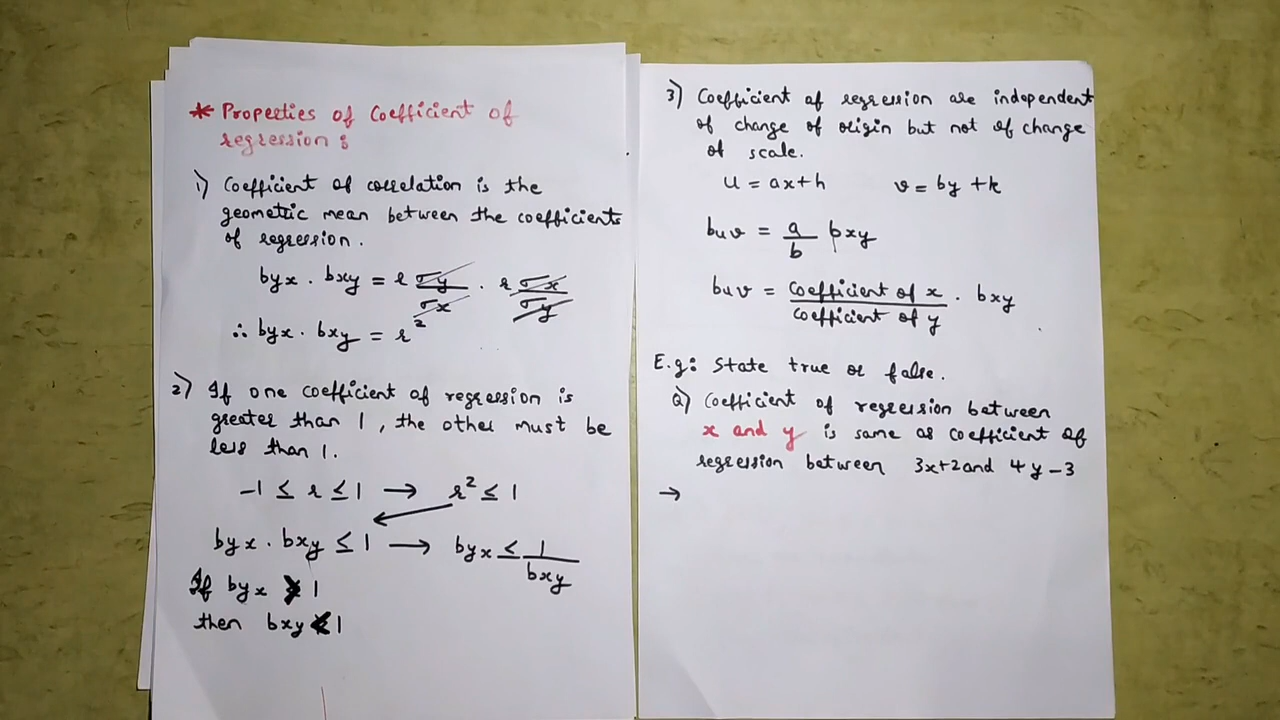 * Properties of Coefficient of
regression :
1) Coefficient of correlation is the
geometric mean between the coefficients
of regression.
byx . bxy = r σy/σx . r σx/σy
∴ byx . bxy = r²
2) If one coefficient of regression is
greater than 1, the other must be
less than 1.
-1 ≤ r ≤ 1 → r² ≤ 1
byx . bxy ≤ 1 → byx ≤ 1/bxy
If byx > 1
then bxy < 1
3) Coefficient of regression are independent
of change of origin but not of change
of scale.
u = ax+h v = by +k
buv = a/b bxy
buv = coefficient of x/coefficient of y . bxy
E.g: State true or false.
Q) Coefficient of regression between
x and y is same as coefficient of
regression between 3x+2 and 4y-3
→